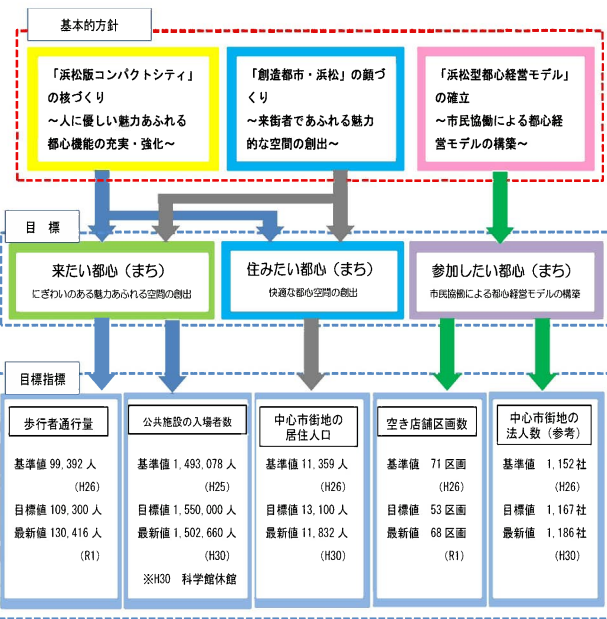 基本的方針
「浜松版コンパクトシティ」
の核づくり
～人に優しい魅力あふれる
都心機能の充実・強化～
「創造都市・浜松」の顔づ
くり
～来街者であふれる魅力
的な空間の創出～
「浜松型都心経営モデル」
の確立
～市民協働による都心経
営モデルの構築～
目　標
来たい都心（まち）
にぎわいのある魅力あふれる空間の創出
住みたい都心（まち）
快適な都心空間の創出
参加したい都心（まち）
市民協働による都心経営モデルの構築
目標指標
歩行者通行量
基準値 99,392 人
（H26）
目標値 109,300 人
最新値 130,416 人
（R1）
公共施設の入場者数
基準値 1,493,078 人
（H25）
目標値 1,550,000 人
最新値 1,502,660 人
（H30）
※H30　科学館休館
中心市街地の
居住人口
基準値 11,359 人
（H26）
目標値 13,100 人
最新値 11,832 人
（H30）
空き店舗区画数
基準値　71 区画
（H26）
目標値　53 区画
最新値　68 区画
（R1）
中心市街地の
法人数（参考）
基準値　1,152 社
（H26）
目標値　1,167 社
最新値　1,186 社
（H30）